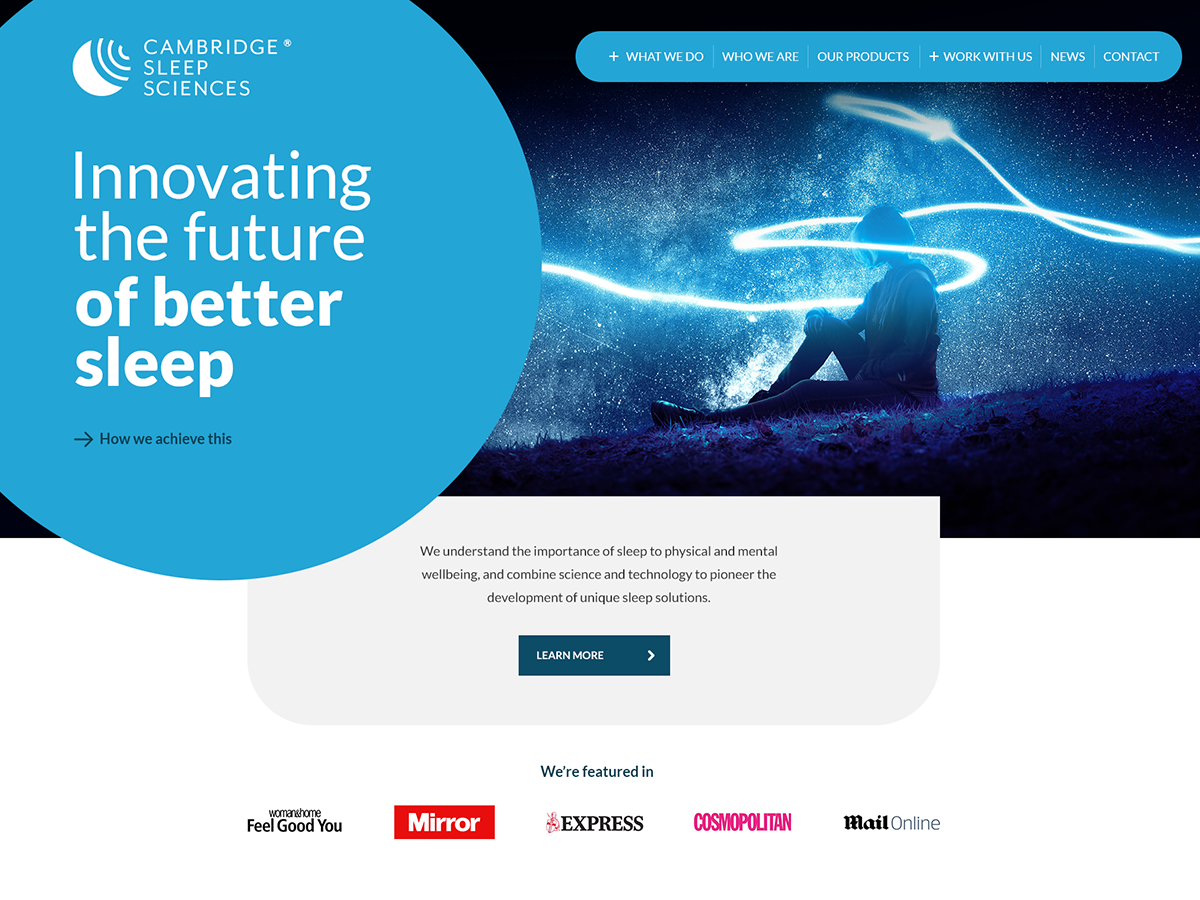 CAMBRIDGE ®
SLEEP
SCIENCES
+ WHAT WE DO
WHO WE ARE
OUR PRODUCTS
+ WORK WITH US
NEWS
CONTACT
Innovating
the future
of better
sleep
→ How we achieve this
We understand the importance of sleep to physical and mental
wellbeing, and combine science and technology to pioneer the
development of unique sleep solutions.
LEARN MORE
We're featured in
woman&home
Feel Good You
Mirror
EXPRESS
COSMOPOLITAN
Mail Online